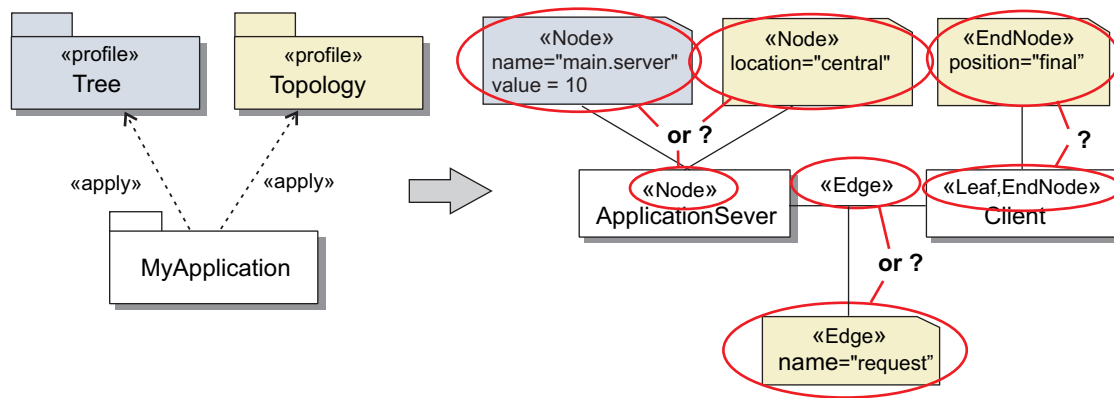 «profile»
Tree
«profile»
Topology
«apply»
«apply»
MyApplication
«Node»
name="main.server"
value = 10
«Node»
location="central"
«EndNode»
position="final”
or ?
?
«Node»
ApplicationSever
«Edge»
«Leaf,EndNode»
Client
or ?
«Edge»
name="request”